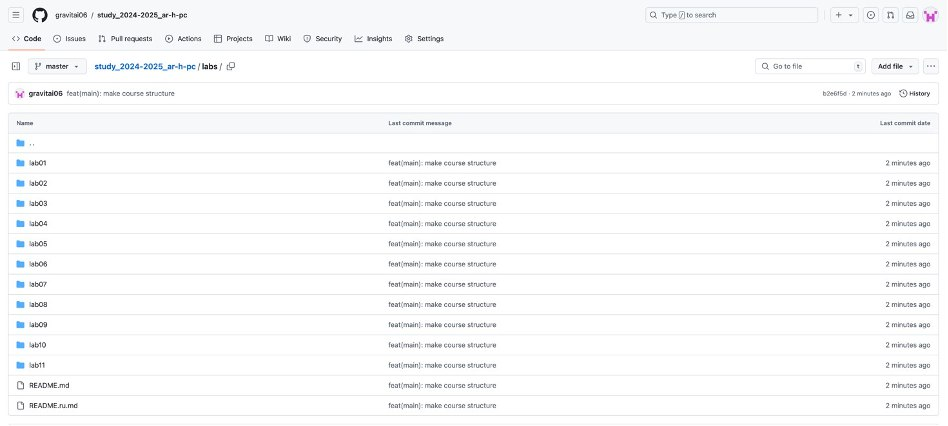 gravitai06 / study_2024-2025_ar-h-pc
Type / to search
Code Issues Pull requests Actions Projects Wiki Security Insights Settings
master study_2024-2025_ar-h-pc / labs / Go to file t Add file
gravitai06 feat(main): make course structure b2e6f5d · 2 minutes ago History
Name Last commit message Last commit date
..
lab01 feat(main): make course structure 2 minutes ago
lab02 feat(main): make course structure 2 minutes ago
lab03 feat(main): make course structure 2 minutes ago
lab04 feat(main): make course structure 2 minutes ago
lab05 feat(main): make course structure 2 minutes ago
lab06 feat(main): make course structure 2 minutes ago
lab07 feat(main): make course structure 2 minutes ago
lab08 feat(main): make course structure 2 minutes ago
lab09 feat(main): make course structure 2 minutes ago
lab10 feat(main): make course structure 2 minutes ago
lab11 feat(main): make course structure 2 minutes ago
README.md feat(main): make course structure 2 minutes ago
README.ru.md feat(main): make course structure 2 minutes ago